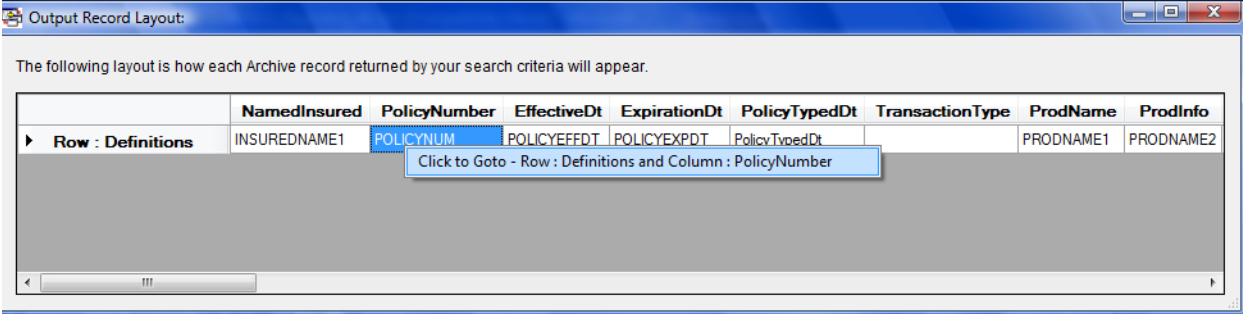 Output Record Layout:
The following layout is how each Archive record returned by your search criteria will appear.
NamedInsured PolicyNumber EffectiveDt ExpirationDt PolicyTypedDt TransactionType ProdName ProdInfo
Row : Definitions INSUREDNAME1 POLICYNUM POLICYEFFDT POLICYEXPDT PolicyTypedDt PRODNAME1 PRODNAME2
Click to Goto - Row : Definitions and Column : PolicyNumber